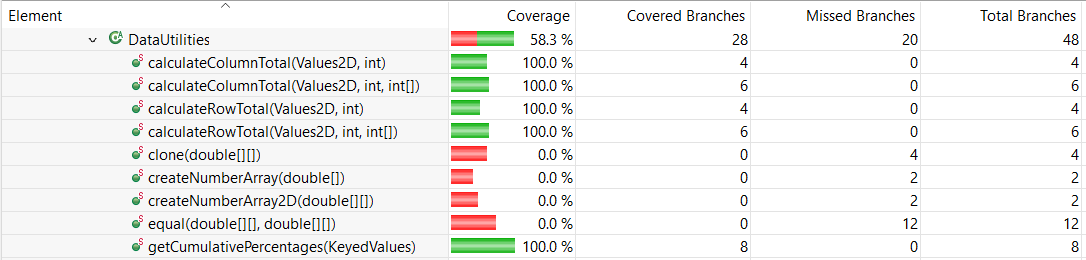 Element Coverage Covered Branches Missed Branches Total Branches
DataUtilities 58.3 % 28 20 48
calculateColumnTotal(Values2D, int) 100.0 % 4 0 4
calculateColumnTotal(Values2D, int, int[]) 100.0 % 6 0 6
calculateRowTotal(Values2D, int) 100.0 % 4 0 4
calculateRowTotal(Values2D, int, int[]) 100.0 % 6 0 6
clone(double[][]) 0.0 % 0 4 4
createNumberArray(double[]) 0.0 % 0 2 2
createNumberArray2D(double[][]) 0.0 % 0 2 2
equal(double[][], double[][]) 0.0 % 0 12 12
getCumulativePercentages(KeyedValues) 100.0 % 8 0 8